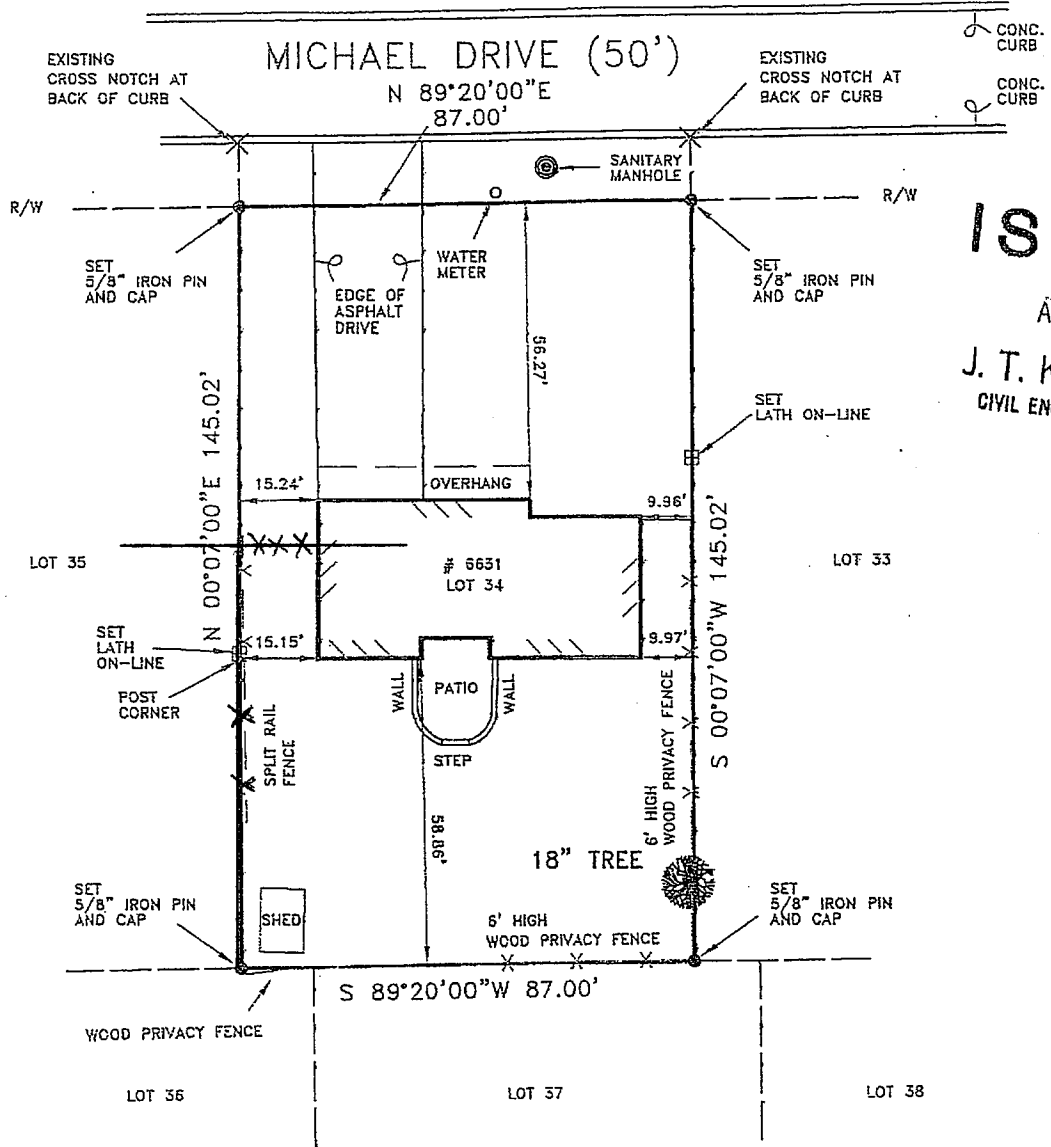 CONC.
CURB
MICHAEL DRIVE (50')
EXISTING
CROSS NOTCH AT
BACK OF CURB
EXISTING
CROSS NOTCH AT
BACK OF CURB
N 89°20'00"E
87.00'
CONC.
CURB
SANITARY
MANHOLE
R/W
R/W
IS
SET
5/8" IRON PIN
AND CAP
WATER
METER
SET
5/8" IRON PIN
AND CAP
EDGE OF
ASPHALT
DRIVE
A
56.27'
J. T.
CIVIL EN
N 00°07'00"E 145.02'
SET
LATH ON-LINE
15.24'
OVERHANG
9.96'
LOT 35
# 6631
LOT 34
LOT 33
S 00°07'00"W 145.02'
SET
LATH
ON-LINE
15.15'
9.97'
POST
CORNER
WALL
PATIO
WALL
STEP
SPLIT RAIL
FENCE
6' HIGH
WOOD PRIVACY FENCE
58.86'
18" TREE
SET
5/8" IRON PIN
AND CAP
SHED
SET
5/8" IRON PIN
AND CAP
6' HIGH
WOOD PRIVACY FENCE
S 89°20'00"W 87.00'
WOOD PRIVACY FENCE
LOT 36
LOT 37
LOT 38